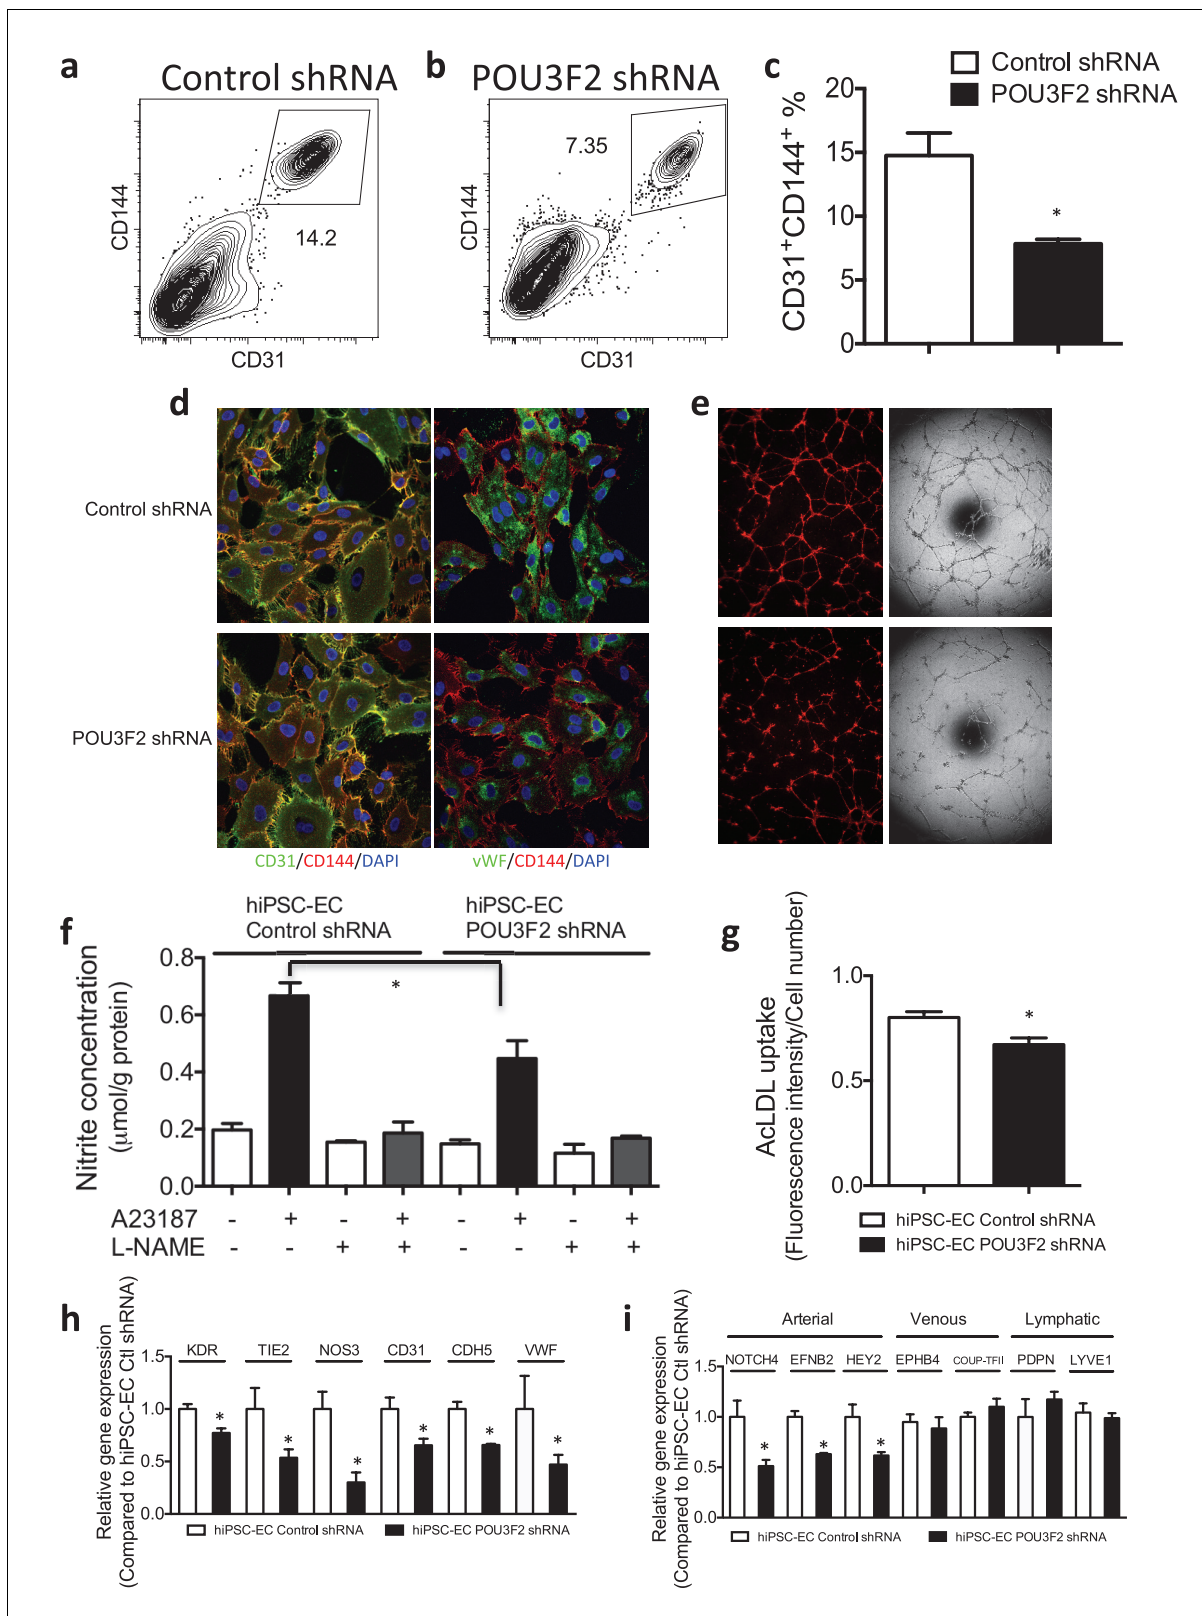 a
Control shRNA
CD144
14.2
CD31
b
POU3F2 shRNA
CD144
7.35
CD31
c
Control shRNA
POU3F2 shRNA
CD31+CD144+ %
20
15
10
5
0
*
d
Control shRNA
POU3F2 shRNA
CD31/CD144/DAPI
vWF/CD144/DAPI
e
f
hiPSC-EC
Control shRNA
hiPSC-EC
POU3F2 shRNA
Nitrite concentration
(μmol/g protein)
0.8
0.6
0.4
0.2
0.0
*
A23187 - + - + - + - +
L-NAME - - + + - - + +
g
AcLDL uptake
(Fluorescence intensity/Cell number)
1.0
0.5
0.0
*
hiPSC-EC Control shRNA
hiPSC-EC POU3F2 shRNA
h
Relative gene expression
(Compared to hiPSC-EC Ctl shRNA)
KDR TIE2 NOS3 CD31 CDH5 VWF
1.5
1.0
0.5
0.0
* * * * * *
hiPSC-EC Control shRNA hiPSC-EC POU3F2 shRNA
i
Relative gene expression
(Compared to hiPSC-EC Ctl shRNA)
Arterial Venous Lymphatic
NOTCH4 EFNB2 HEY2 EPHB4 COUP-TFII PDPN LYVE1
1.5
1.0
0.5
0.0
* * *
hiPSC-EC Control shRNA hiPSC-EC POU3F2 shRNA